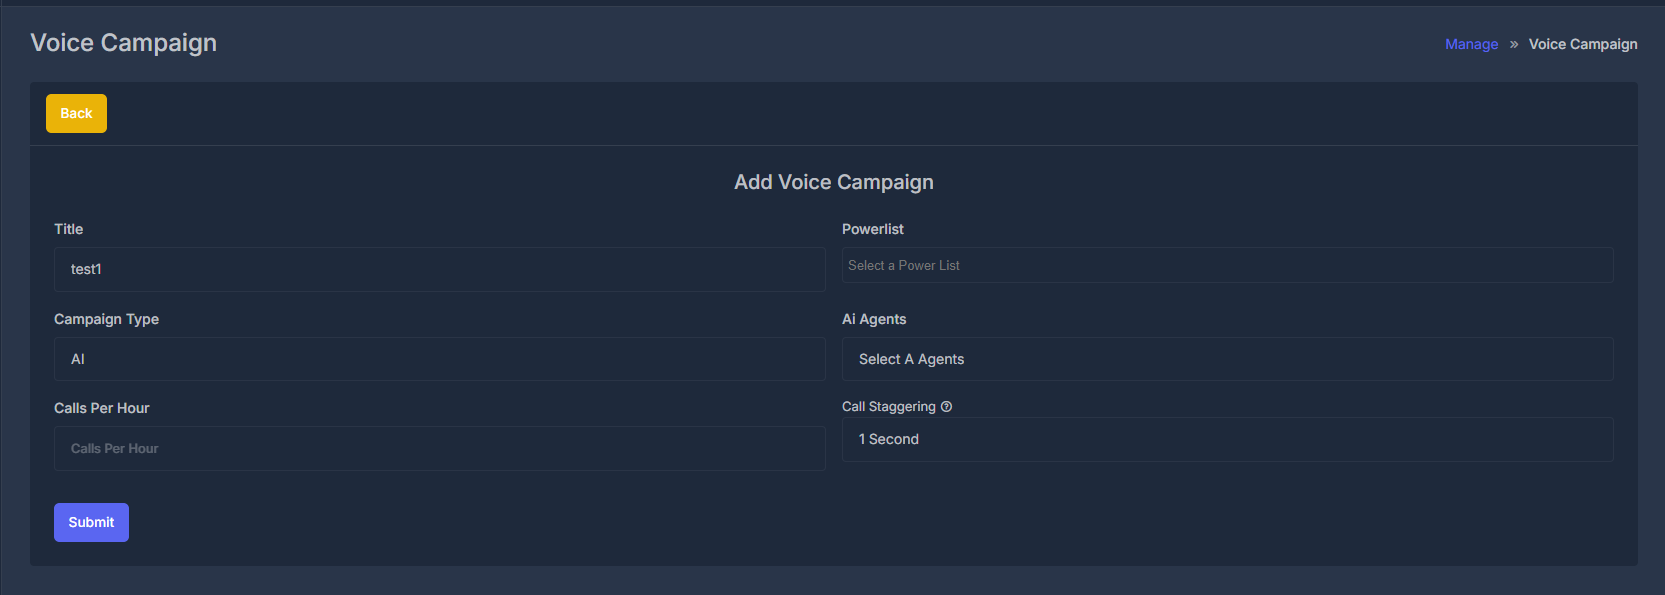 Voice Campaign
Manage » Voice Campaign
Back
Add Voice Campaign
Title
Powerlist
test1
Select a Power List
Campaign Type
Ai Agents
AI
Select A Agents
Calls Per Hour
Call Staggering
Calls Per Hour
1 Second
Submit